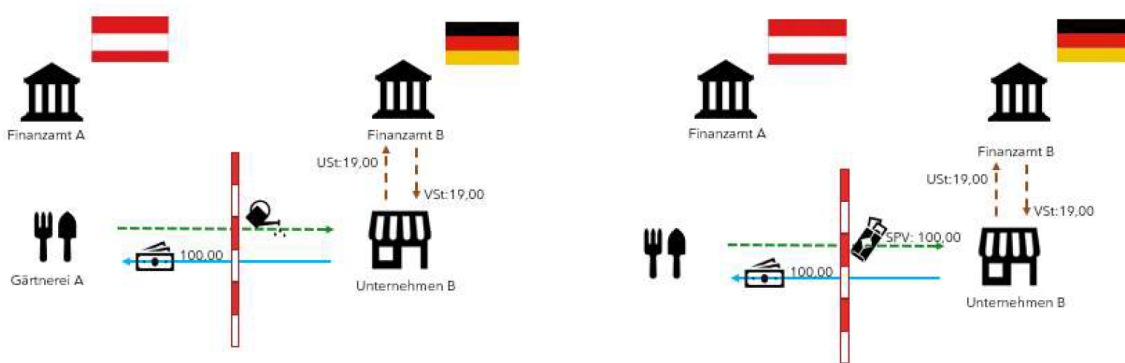 Finanzamt A
Finanzamt B
USt:19,00
VSt:19,00
100,00
Gärtnerei A
Unternehmen B
Finanzamt A
Finanzamt B
USt:19,00
VSt:19,00
SPV: 100,00
100,00
Unternehmen B